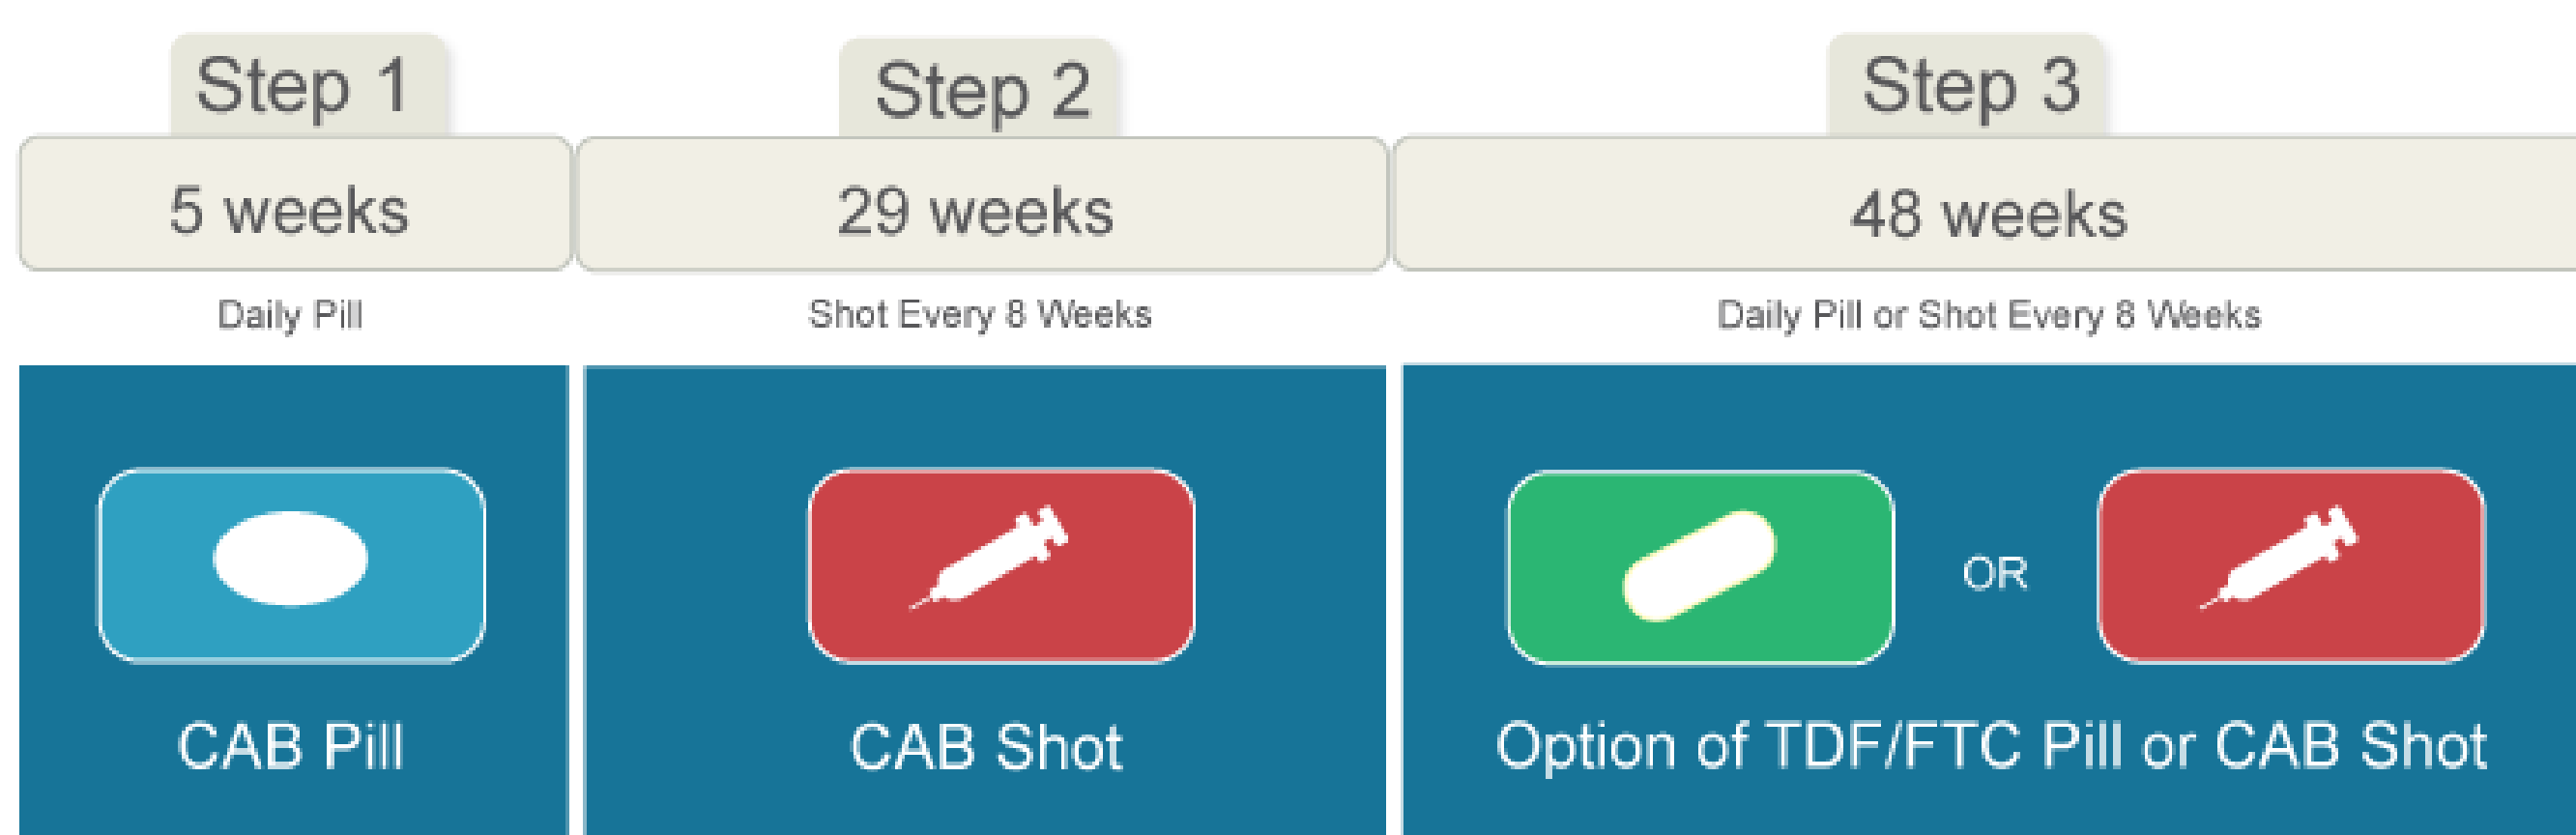 Step 1
Step 2
Step 3
5 weeks
29 weeks
48 weeks
Daily Pill
Shot Every 8 Weeks
Daily Pill or Shot Every 8 Weeks
OR
CAB Pill
CAB Shot
Option of TDF/FTC Pill or CAB Shot